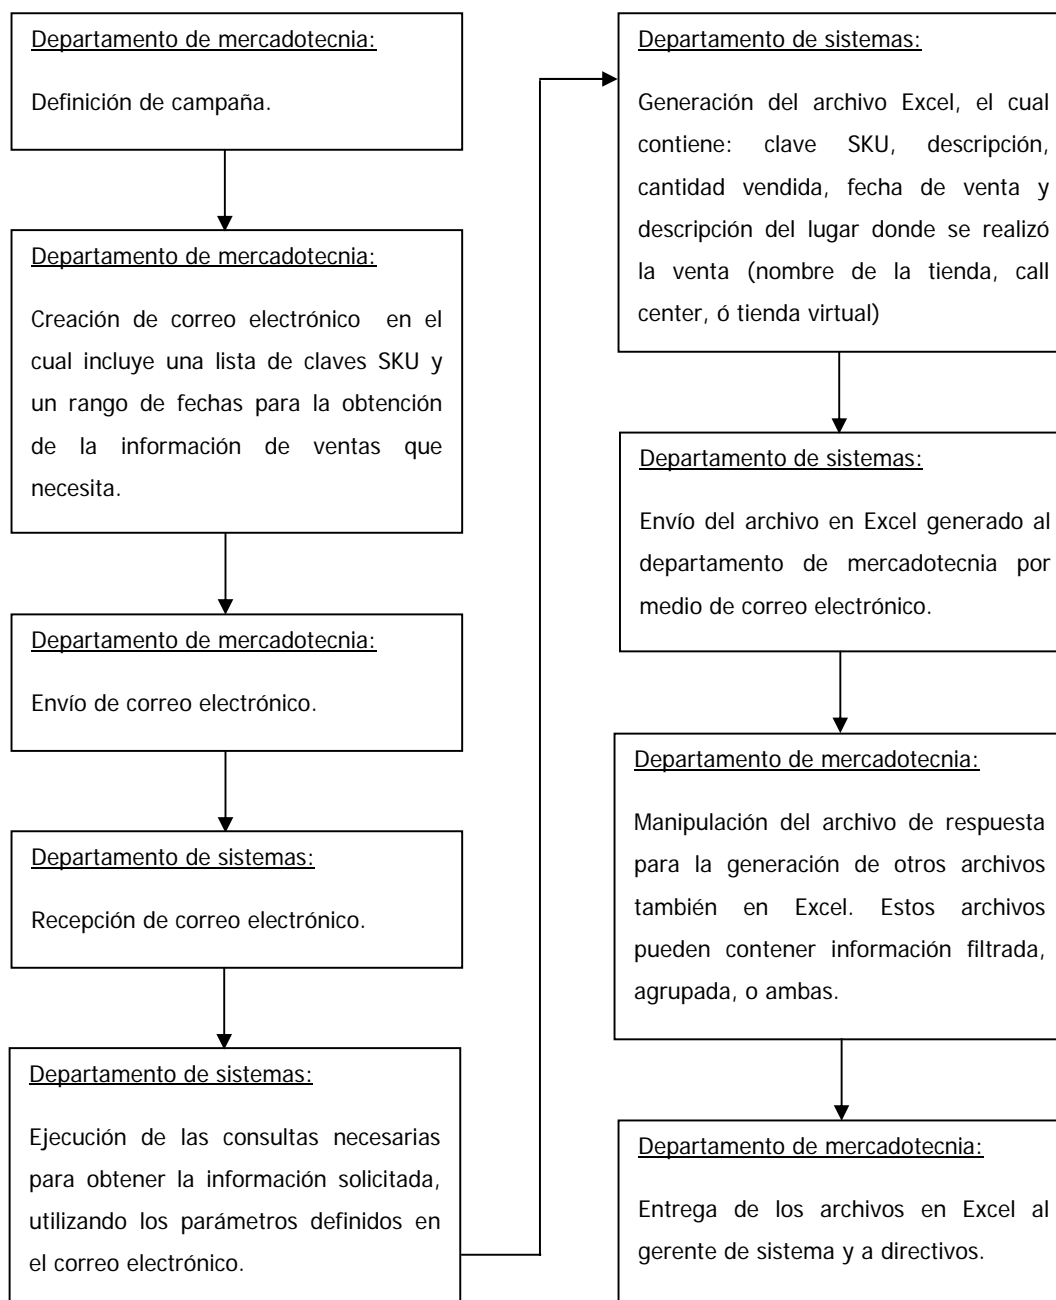 Departamento de mercadotecnia:
Definición de campaña.
Departamento de mercadotecnia:
Creación de correo electrónico en el
cual incluye una lista de claves SKU y
un rango de fechas para la obtención
de la información de ventas que
necesita.
Departamento de mercadotecnia:
Envío de correo electrónico.
Departamento de sistemas:
Recepción de correo electrónico.
Departamento de sistemas:
Ejecución de las consultas necesarias
para obtener la información solicitada,
utilizando los parámetros definidos en
el correo electrónico.
Departamento de sistemas:
Generación del archivo Excel, el cual
contiene: clave SKU, descripción,
cantidad vendida, fecha de venta y
descripción del lugar donde se realizó
la venta (nombre de la tienda, call
center, ó tienda virtual)
Departamento de sistemas:
Envío del archivo en Excel generado al
departamento de mercadotecnia por
medio de correo electrónico.
Departamento de mercadotecnia:
Manipulación del archivo de respuesta
para la generación de otros archivos
también en Excel. Estos archivos
pueden contener información filtrada,
agrupada, o ambas.
Departamento de mercadotecnia:
Entrega de los archivos en Excel al
gerente de sistema y a directivos.